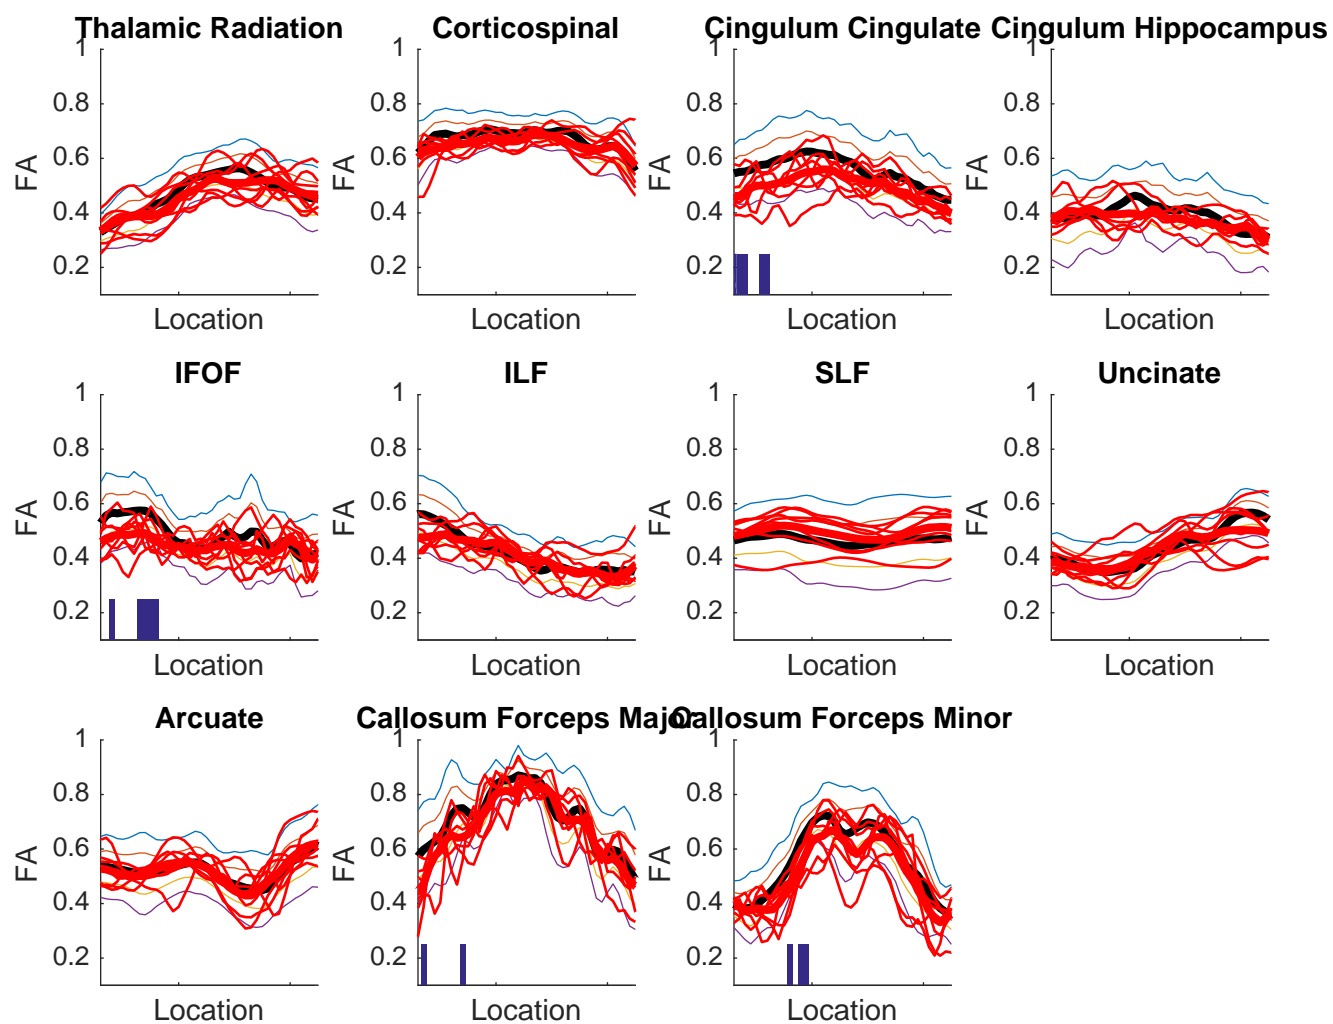 Thalamic Radiation
1
0.8
0.6
0.4
0.2
FA
Location
Corticospinal
1
0.8
0.6
0.4
0.2
FA
Location
Cingulum Cingulate
1
0.8
0.6
0.4
0.2
FA
Location
Cingulum Hippocampus
1
0.8
0.6
0.4
0.2
FA
Location
IFOF
1
0.8
0.6
0.4
0.2
FA
Location
ILF
1
0.8
0.6
0.4
0.2
FA
Location
SLF
1
0.8
0.6
0.4
0.2
FA
Location
Uncinate
1
0.8
0.6
0.4
0.2
FA
Location
Arcuate
1
0.8
0.6
0.4
0.2
FA
Location
Callosum Forceps Major
1
0.8
0.6
0.4
0.2
FA
Location
Callosum Forceps Minor
1
0.8
0.6
0.4
0.2
FA
Location